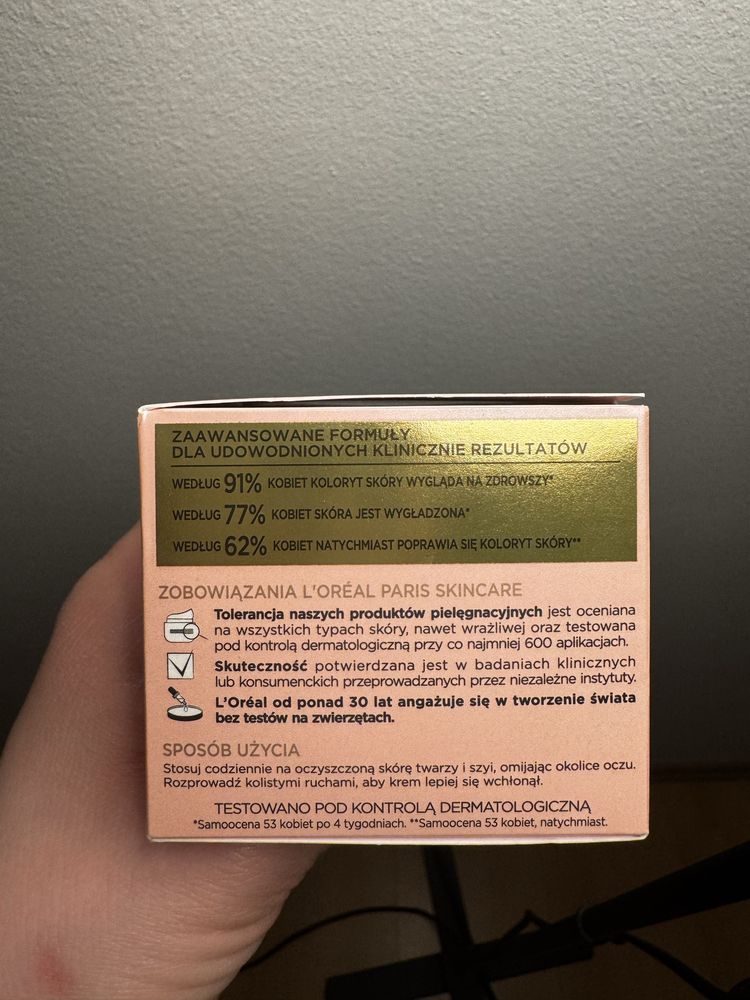 ZAAWANSOWANE FORMUŁY
DLA UDOWODNIONYCH KLINICZNIE REZULTATÓW
WEDŁUG 91% KOBIET KOLORYT SKÓRY WYGLĄDA NA ZDROWSZY*
WEDŁUG 77% KOBIET SKÓRA JEST WYGŁADZONA*
WEDŁUG 62% KOBIET NATYCHMIAST POPRAWIA SIĘ KOLORYT SKÓRY**
ZOBOWIĄZANIA L'ORÉAL PARIS SKINCARE
Tolerancja naszych produktów pielęgnacyjnych jest oceniana
na wszystkich typach skóry, nawet wrażliwej oraz testowana
pod kontrolą dermatologiczną przy co najmniej 600 aplikacjach.
Skuteczność potwierdzana jest w badaniach klinicznych
lub konsumenckich przeprowadzanych przez niezależne instytuty.
L'Oréal od ponad 30 lat angażuje się w tworzenie świata
bez testów na zwierzętach.
SPOSÓB UŻYCIA
Stosuj codziennie na oczyszczoną skórę twarzy i szyi, omijając okolice oczu.
Rozprowadź kolistymi ruchami, aby krem lepiej się wchłonął.
TESTOWANO POD KONTROLĄ DERMATOLOGICZNĄ
*Samoocena 53 kobiet po 4 tygodniach. **Samoocena 53 kobiet, natychmiast.